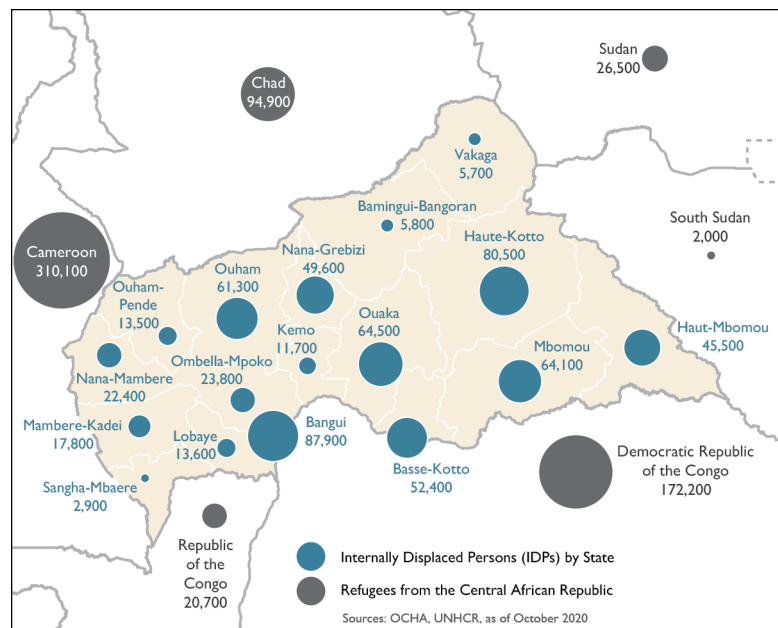 Sudan
26,500
Chad
94,900
Vakaga
5,700
Bamingui-Bangoran
5,800
South Sudan
2,000
Cameroon
310,100
Nana-Grebizi
49,600
Haute-Kotto
80,500
Ouham
61,300
Ouham-
Pende
13,500
Ouaka
64,500
Kemo
11,700
Haut-Mbomou
45,500
Mbomou
64,100
Ombella-Mpoko
23,800
Nana-Mambere
22,400
Mambere-Kadei
17,800
Lobaye
13,600
Bangui
87,900
Basse-Kotto
52,400
Democratic Republic
of the Congo
172,200
Sangha-Mbaere
2,900
Republic
of the
Congo
20,700
Internally Displaced Persons (IDPs) by State
Refugees from the Central African Republic
Sources: OCHA, UNHCR, as of October 2020